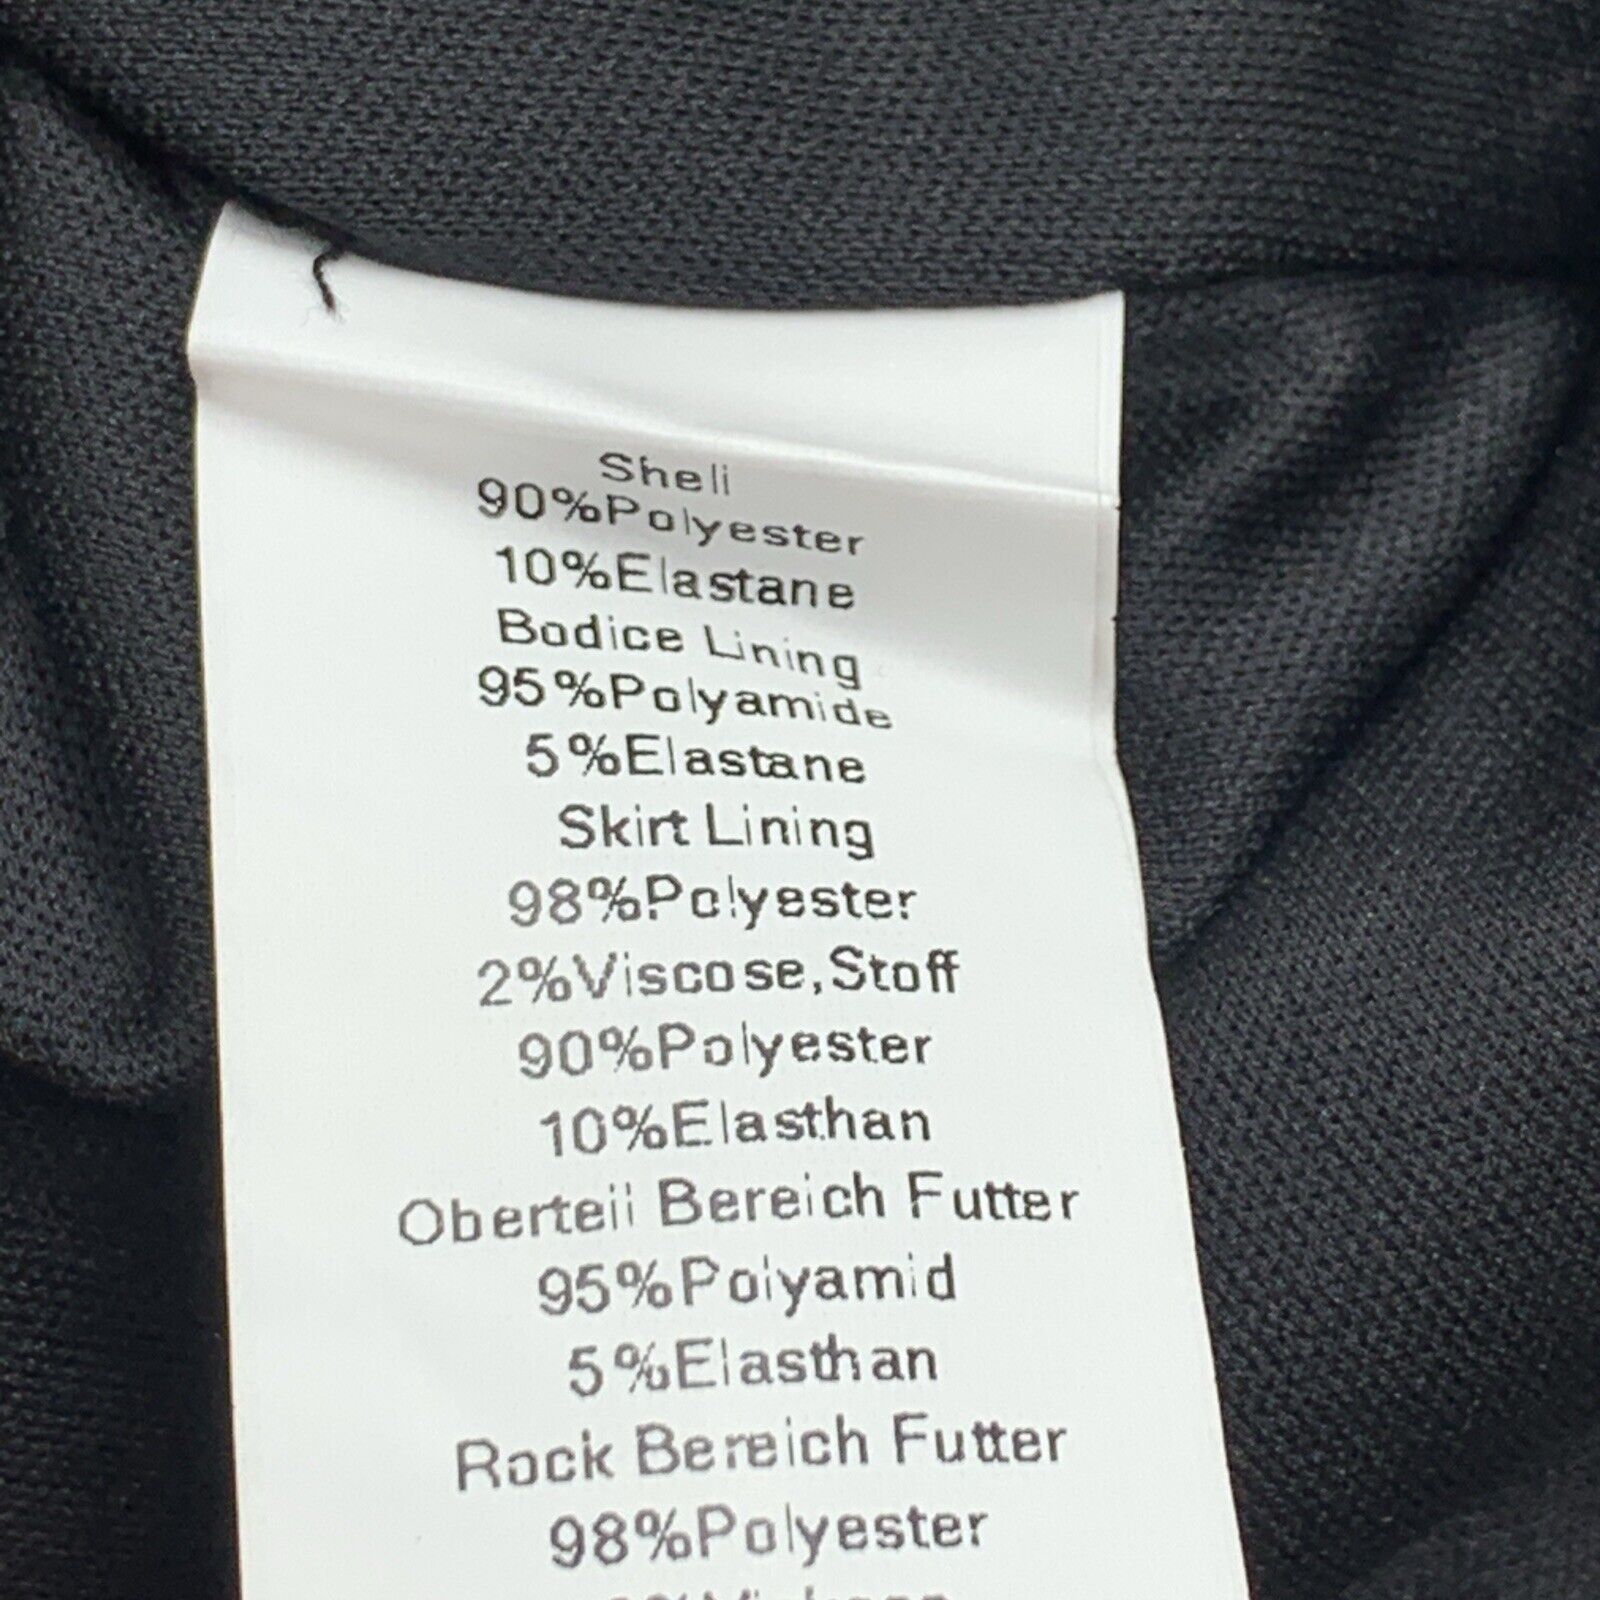 Shell
90%Polyester
10%Elastane
Bodice Lining
95%Polyamide
5%Elastane
Skirt Lining
98%Polyester
2%Viscose,Stoff
90%Polyester
10%Elasthan
Oberteil Bereich Futter
95%Polyamid
5%Elasthan
Rock Bereich Futter
98%Polyester